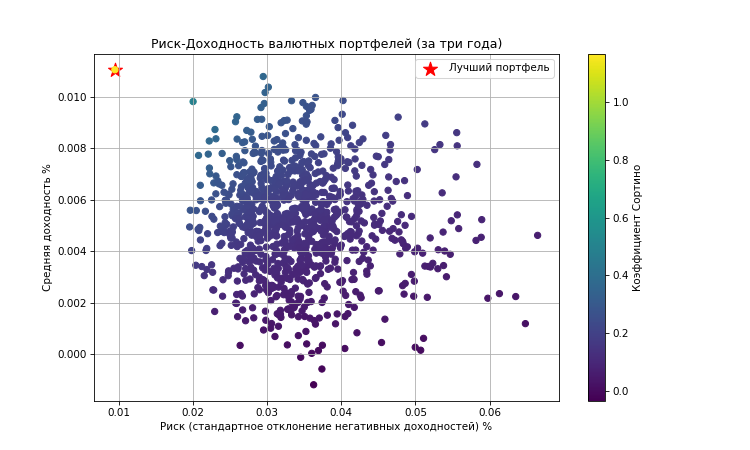 Риск-Доходность валютных портфелей (за три года)
Лучший портфель
Средняя доходность %
0.010
0.008
0.006
0.004
0.002
0.000
0.01 0.02 0.03 0.04 0.05 0.06
Риск (стандартное отклонение негативных доходностей) %
1.0
0.8
0.6
0.4
0.2
0.0
Коэффициент Сортино